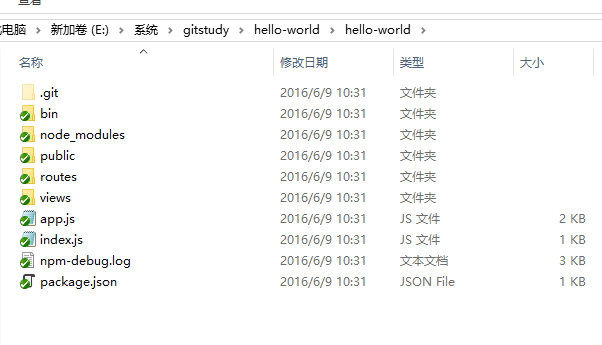 查看
电脑 › 新加卷 (E:) › 系统 › gitstudy › hello-world › hello-world ›
名称 修改日期 类型 大小
.git 2016/6/9 10:31 文件夹
bin 2016/6/9 10:31 文件夹
node_modules 2016/6/9 10:31 文件夹
public 2016/6/9 10:31 文件夹
routes 2016/6/9 10:31 文件夹
views 2016/6/9 10:31 文件夹
app.js 2016/6/9 10:31 JS 文件 2 KB
index.js 2016/6/9 10:31 JS 文件 1 KB
npm-debug.log 2016/6/9 10:31 文本文档 3 KB
package.json 2016/6/9 10:31 JSON File 1 KB